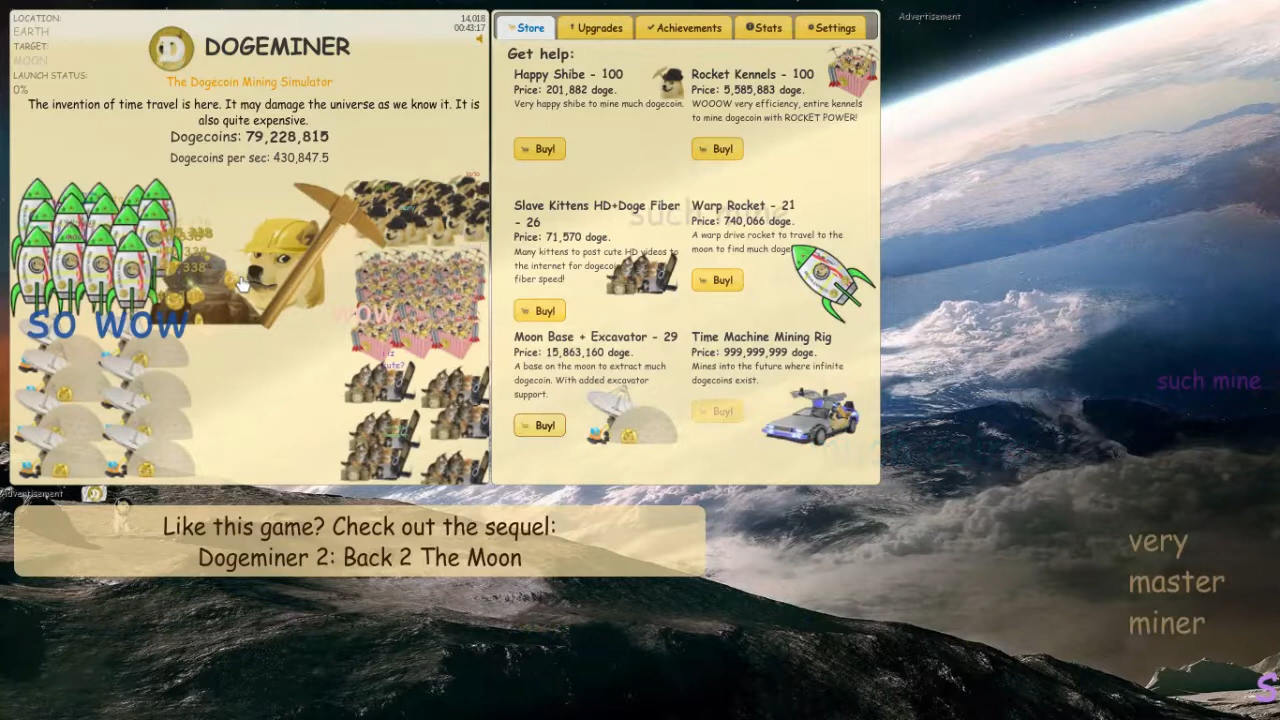 LOCATION:
EARTH
TARGET:
MOON
LAUNCH STATUS:
0%
14,018
00:43:17
DOGEMINER
The Dogecoin Mining Simulator
The invention of time travel is here. It may damage the universe as we know it. It is
also quite expensive.
Dogecoins: 79,228,815
Dogecoins per sec: 430,847.5
SO WOW
wow
Store
Upgrades
Achievements
Stats
Settings
Get help:
Happy Shibe - 100
Price: 201,882 doge.
Very happy shibe to mine much dogecoin.
Buy!
Rocket Kennels - 100
Price: 5,585,883 doge.
WOOOW very efficiency, entire kennels
to mine dogecoin with ROCKET POWER!
Buy!
Slave Kittens HD+Doge Fiber
- 26
Price: 71,570 doge.
Many kittens to post cute HD videos to
the internet for dogecoin
fiber speed!
Buy!
such mine
Warp Rocket - 21
Price: 740,066 doge.
A warp drive rocket to travel to the
moon to find much doge
Buy!
Moon Base + Excavator - 29
Price: 15,863,160 doge.
A base on the moon to extract much
dogecoin. With added excavator
support.
Buy!
Time Machine Mining Rig
Price: 999,999,999 doge.
Mines into the future where infinite
dogecoins exist.
Buy!
Advertisement
such mine
Advertisement
Like this game? Check out the sequel:
Dogeminer 2: Back 2 The Moon
very
master
miner
s